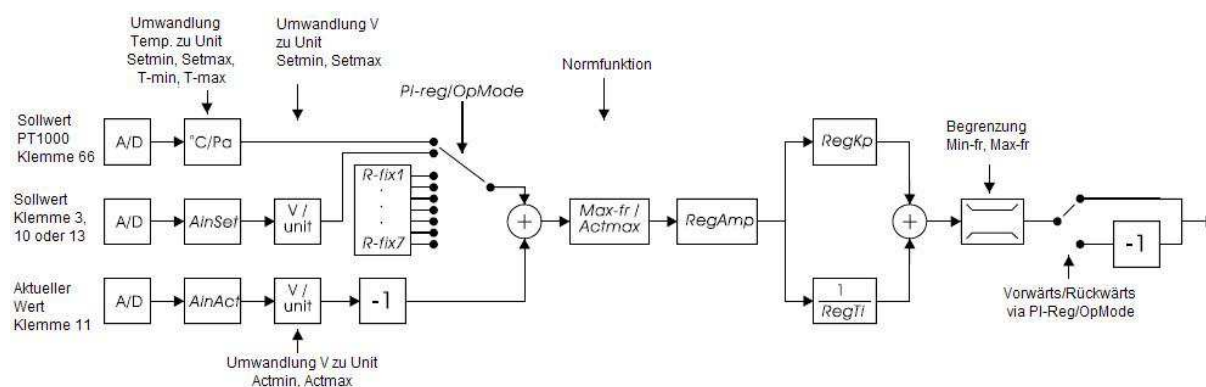 Umwandlung
Temp. zu Unit
Setmin, Setmax,
T-min, T-max
Umwandlung V
zu Unit
Setmin, Setmax
PI-reg/OpMode
Normfunktion
Sollwert
PT1000
Klemme 66
A/D
°C/Pa
Sollwert
Klemme 3,
10 oder 13
A/D
AinSet
V /
unit
R-fix1
.
.
.
R-fix7
Aktueller
Wert
Klemme 11
A/D
AinAct
V /
unit
-1
Umwandlung V zu Unit
Actmin, Actmax
+
Max-fr /
Actmax
RegAmp
RegKp
1
RegTi
+
Begrenzung
Min-fr, Max-fr
-1
Vorwärts/Rückwärts
via PI-Reg/OpMode